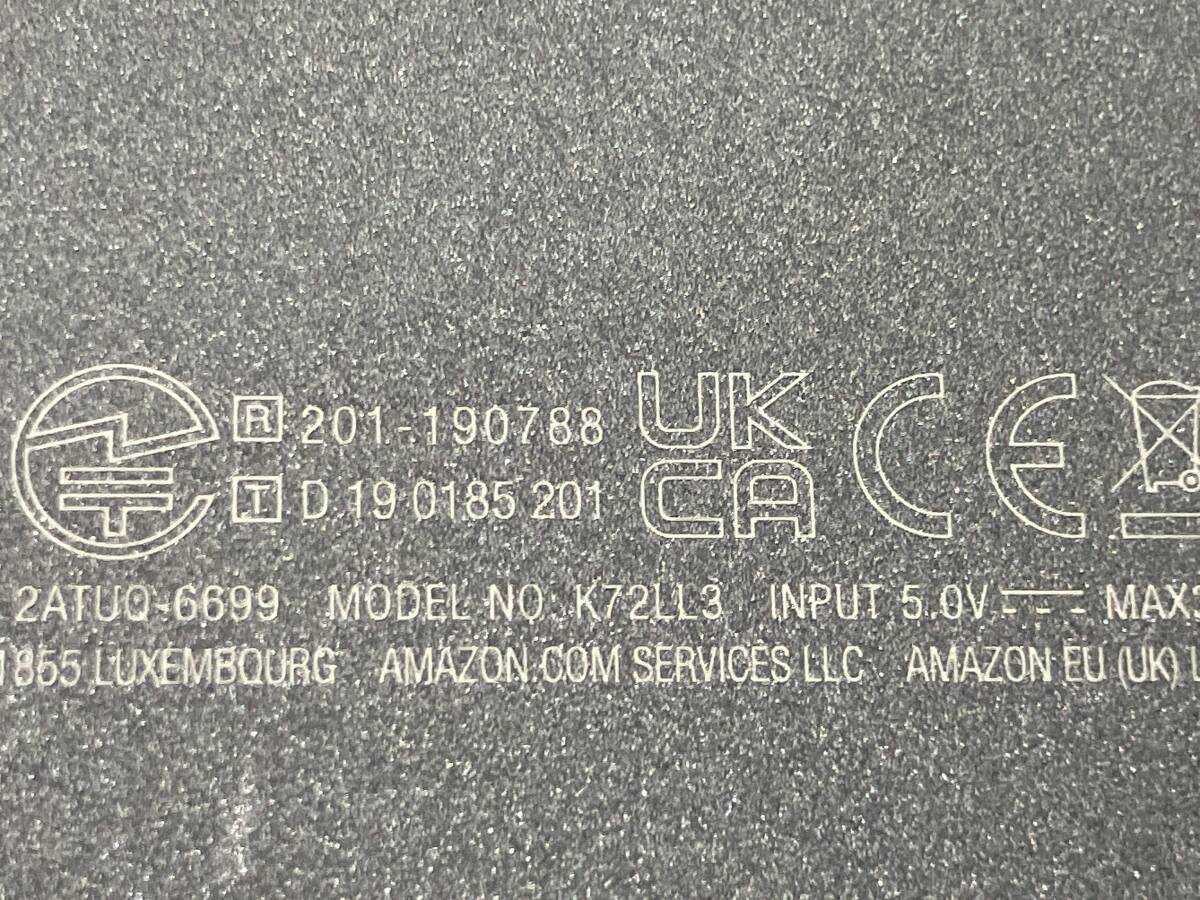 R 201-190788
T D 19 0185 201
UK
CA
CE
2ATUQ-6699 MODEL NO. K72LL3 INPUT 5.0V MAX
1855 LUXEMBOURG AMAZON.COM SERVICES LLC AMAZON EU (UK)